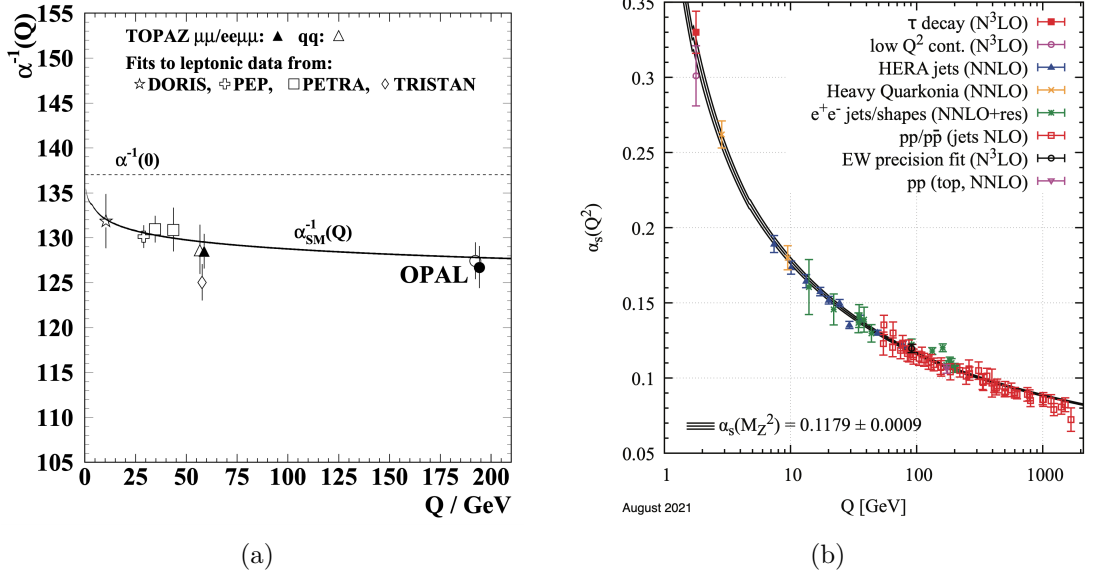 155
150
145
140
135
130
125
120
115
110
105
α⁻¹(Q)
TOPAZ μμ/eeμμ: ▲ qq: △
Fits to leptonic data from:
☆DORIS, ✚PEP, □PETRA, ◇TRISTAN
α⁻¹(0)
α⁻¹SM(Q)
OPAL
0 25 50 75 100 125 150 175 200
Q / GeV
(a)
0.35
0.3
0.25
0.2
0.15
0.1
0.05
αs(Q²)
τ decay (N³LO)
low Q² cont. (N³LO)
HERA jets (NNLO)
Heavy Quarkonia (NNLO)
e⁺e⁻ jets/shapes (NNLO+res)
pp/pp̄ (jets NLO)
EW precision fit (N³LO)
pp (top, NNLO)
αs(MZ²) = 0.1179 ± 0.0009
1 10 100 1000
August 2021
Q [GeV]
(b)